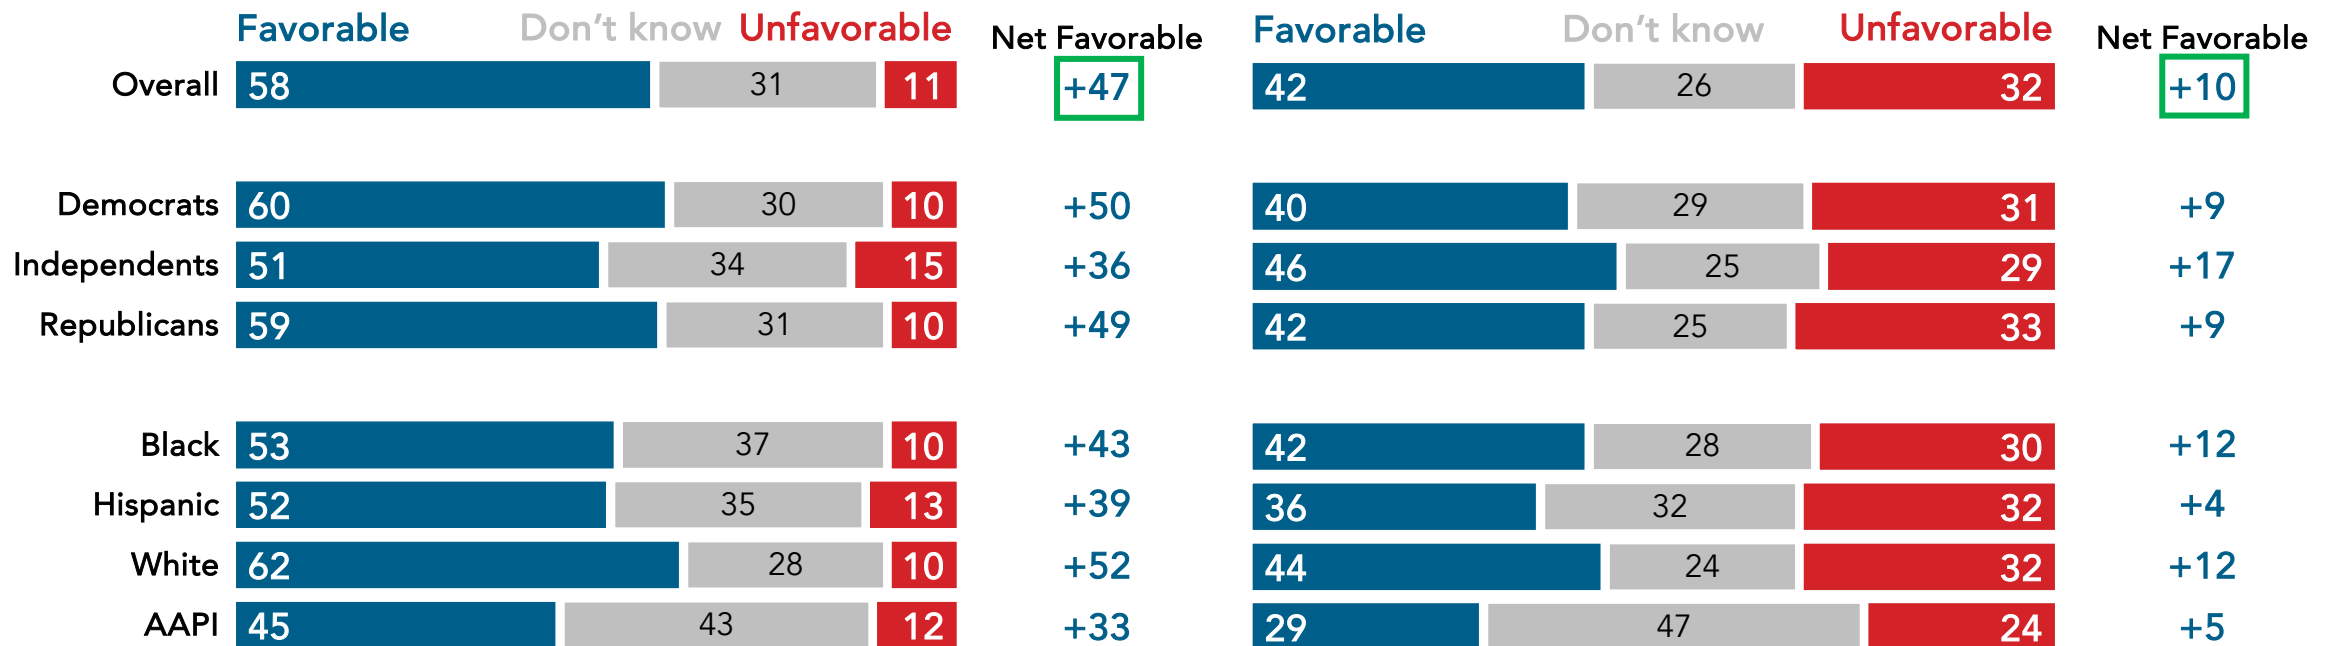 Favorable Don’t know Unfavorable Net Favorable Favorable Don’t know Unfavorable Net Favorable
Overall 58 31 11 +47 42 26 32 +10
Democrats 60 30 10 +50 40 29 31 +9
Independents 51 34 15 +36 46 25 29 +17
Republicans 59 31 10 +49 42 25 33 +9
Black 53 37 10 +43 42 28 30 +12
Hispanic 52 35 13 +39 36 32 32 +4
White 62 28 10 +52 44 24 32 +12
AAPI 45 43 12 +33 29 47 24 +5